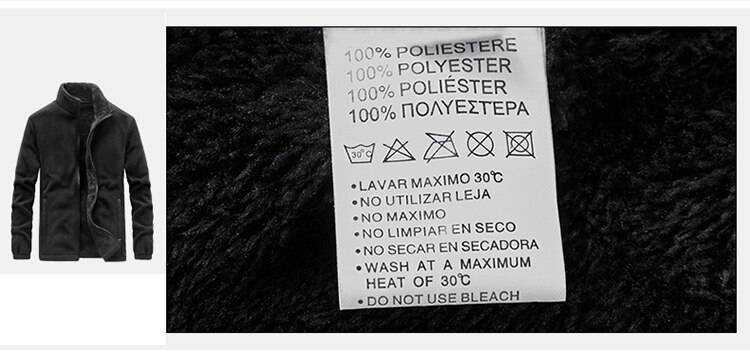 100% POLIESTERE
100% POLYESTER
100% POLIÉSTER
100% ΠΟΛΥΕΣΤΕΡΑ
30°C
•LAVAR MAXIMO 30℃
•NO UTILIZAR LEJA
•NO MAXIMO
•NO LIMPIAR EN SECO
•NO SECAR EN SECADORA
•WASH AT A MAXIMUM
HEAT OF 30℃
•DO NOT USE BLEACH